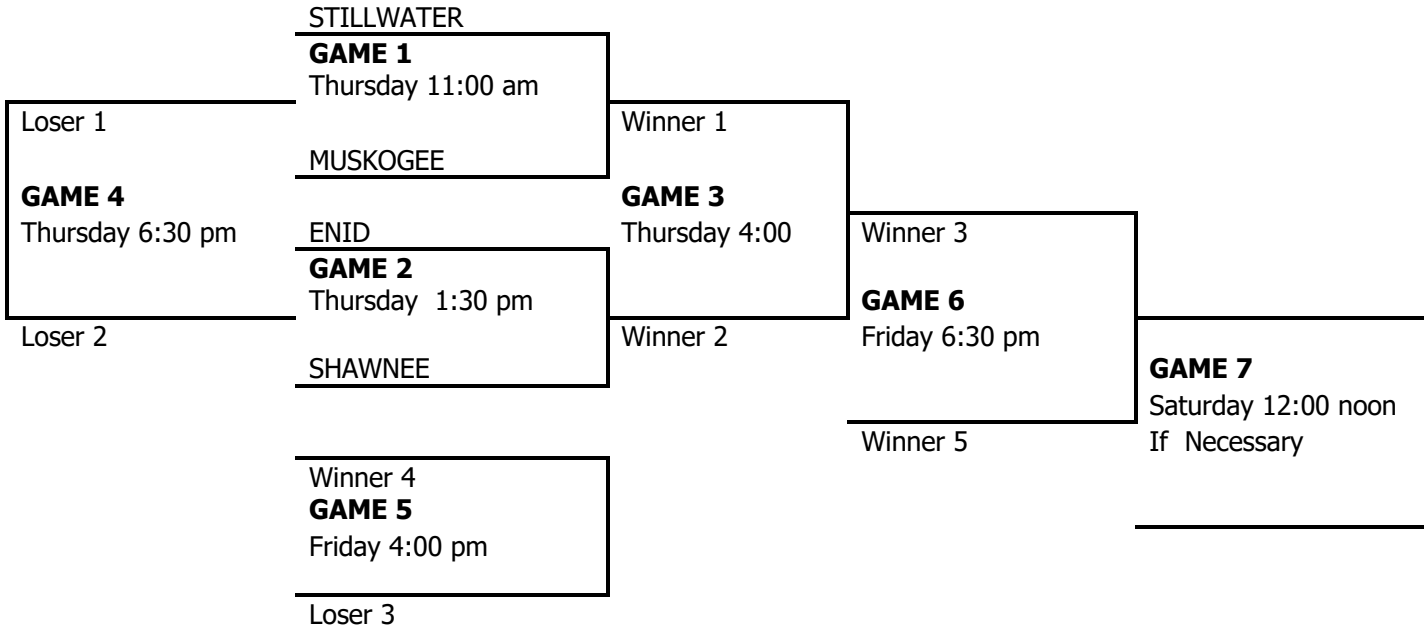 STILLWATER
GAME 1
Thursday 11:00 am
Loser 1
Winner 1
MUSKOGEE
GAME 4
GAME 3
Thursday 6:30 pm
ENID
Thursday 4:00
Winner 3
GAME 2
Thursday 1:30 pm
GAME 6
Loser 2
Winner 2
Friday 6:30 pm
SHAWNEE
GAME 7
Saturday 12:00 noon
Winner 5
If Necessary
Winner 4
GAME 5
Friday 4:00 pm
Loser 3